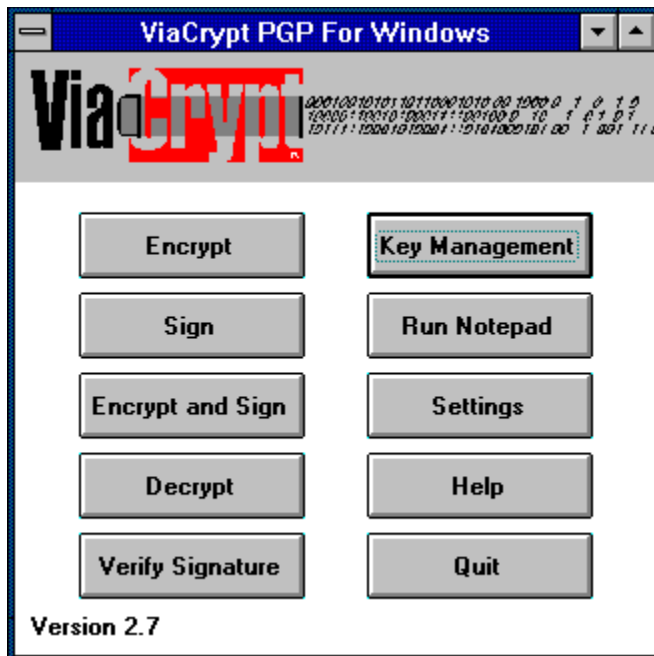 ViaCrypt PGP For Windows
ViaCrypt
Encrypt
Key Management
Sign
Run Notepad
Encrypt and Sign
Settings
Decrypt
Help
Verify Signature
Quit
Version 2.7